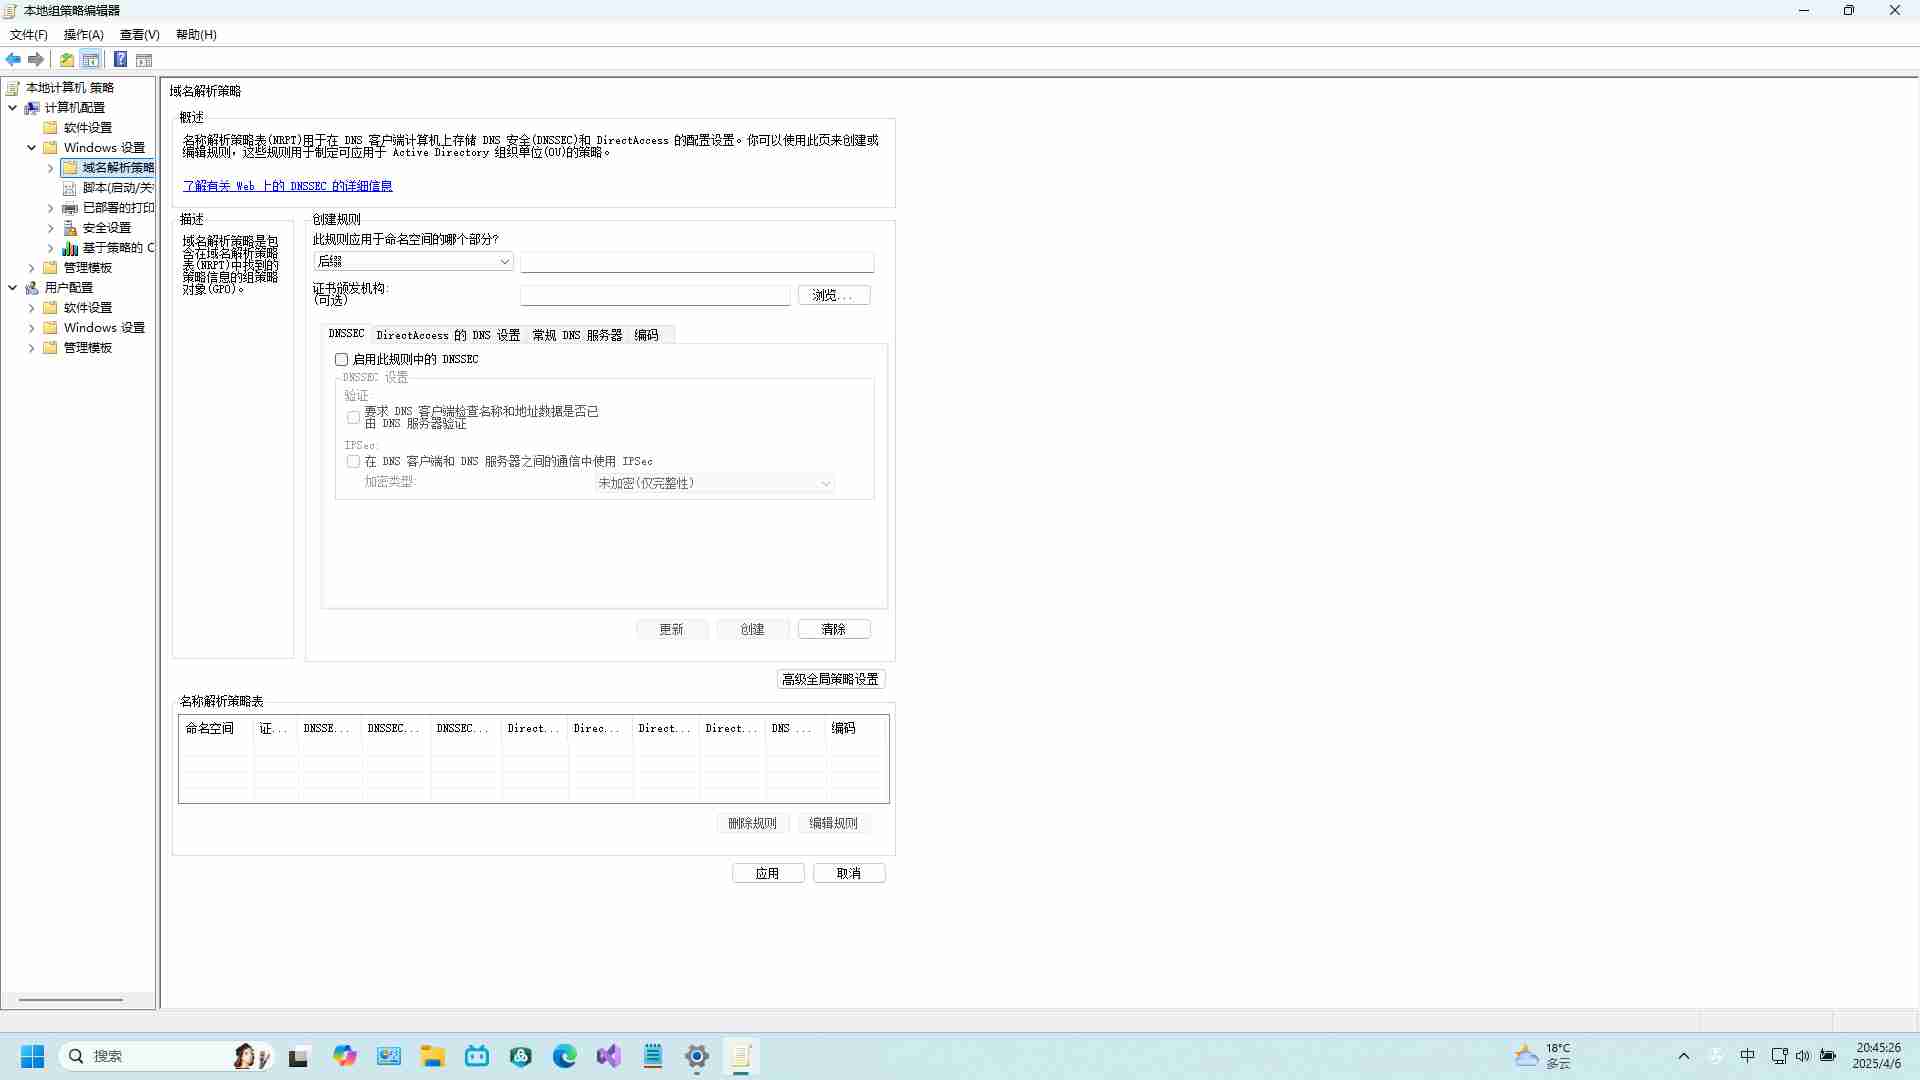 本地组策略编辑器
文件(F) 操作(A) 查看(V) 帮助(H)
本地计算机 策略
计算机配置
软件设置
Windows 设置
域名解析策略
脚本(启动/关
已部署的打印
安全设置
基于策略的 Q
管理模板
用户配置
软件设置
Windows 设置
管理模板
域名解析策略
概述
名称解析策略表(NRPT)用于在 DNS 客户端计算机上存储 DNS 安全(DNSSEC)和 DirectAccess 的配置设置。你可以使用此页来创建或
编辑规则，这些规则用于制定可应用于 Active Directory 组织单位(OU)的策略。
了解有关 Web 上的 DNSSEC 的详细信息
描述
域名解析策略是包
含在域名解析策略
表(NRPT)中找到的
策略信息的组策略
对象(GPO)。
创建规则
此规则应用于命名空间的哪个部分?
后缀
证书颁发机构:
(可选)
浏览...
DNSSEC DirectAccess 的 DNS 设置 常规 DNS 服务器 编码
启用此规则中的 DNSSEC
DNSSEC 设置
验证
要求 DNS 客户端检查名称和地址数据是否已
由 DNS 服务器验证
IPSec:
在 DNS 客户端和 DNS 服务器之间的通信中使用 IPSec
加密类型:
未加密(仅完整性)
更新 创建 清除
高级全局策略设置
名称解析策略表
命名空间 证... DNSSE... DNSSEC... DNSSEC... Direct... Direc... Direct... Direct... DNS ... 编码
删除规则 编辑规则
应用 取消
搜索
18°C
多云
中
20:45:26
2025/4/6